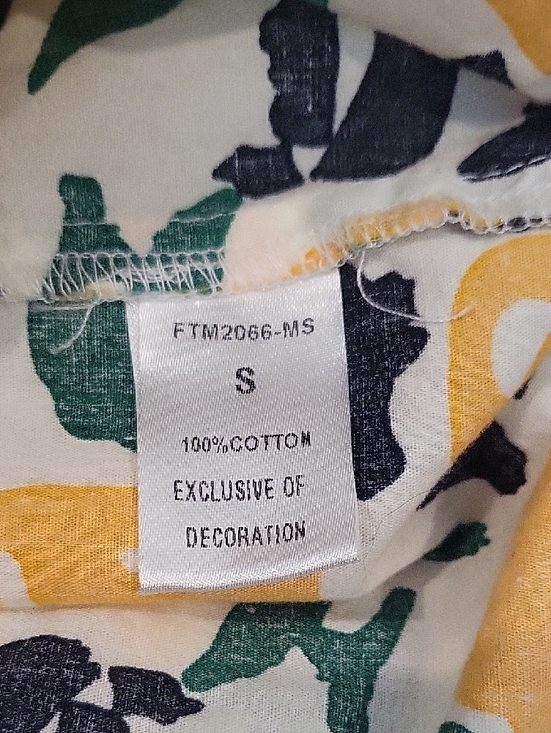 FTM2066-MS
S
100%COTTON
EXCLUSIVE OF
DECORATION